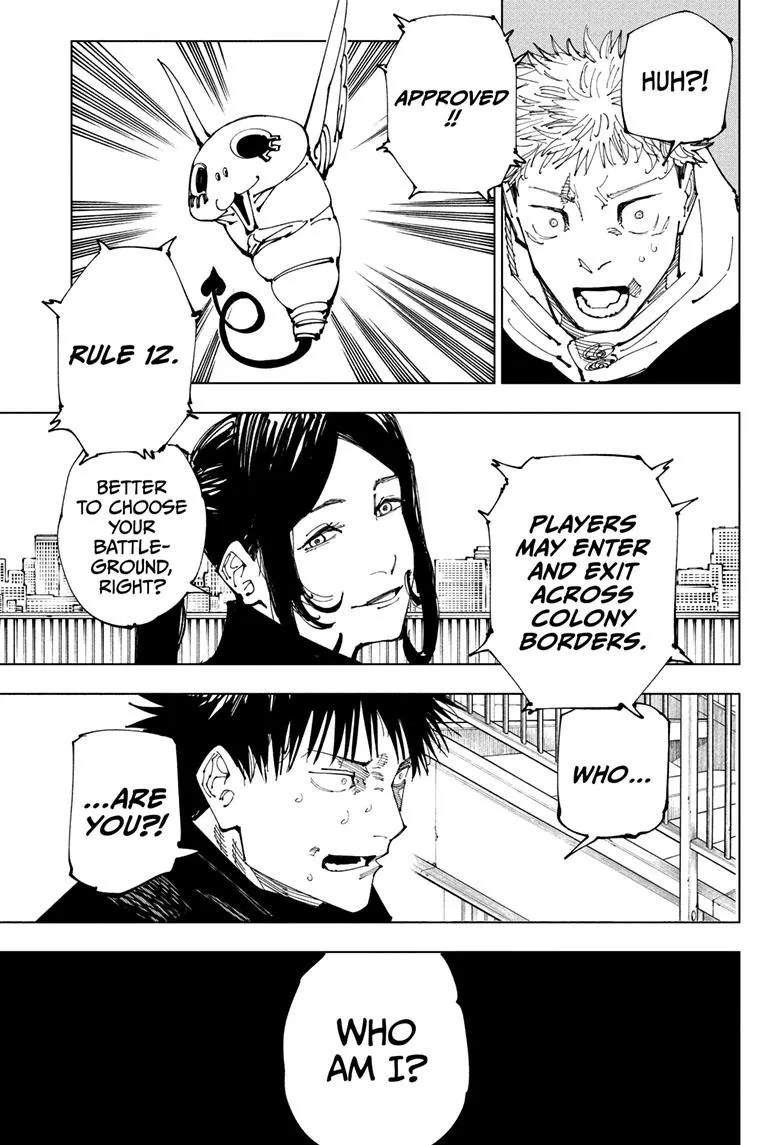 HUH?!
APPROVED
!!
RULE 12.
PLAYERS
MAY ENTER
AND EXIT
ACROSS
COLONY
BORDERS.
BETTER
TO CHOOSE
YOUR
BATTLE-
GROUND,
RIGHT?
WHO...
...ARE
YOU?!
WHO
AM I?